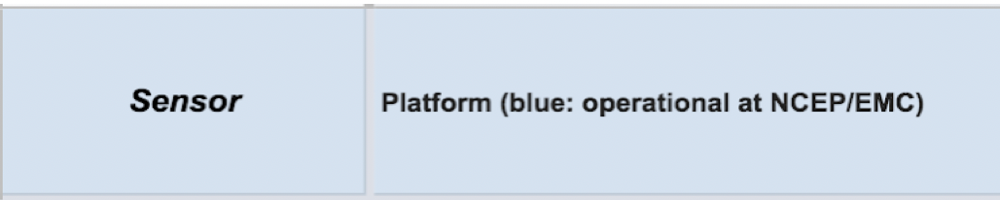 Sensor
Platform (blue: operational at NCEP/EMC)